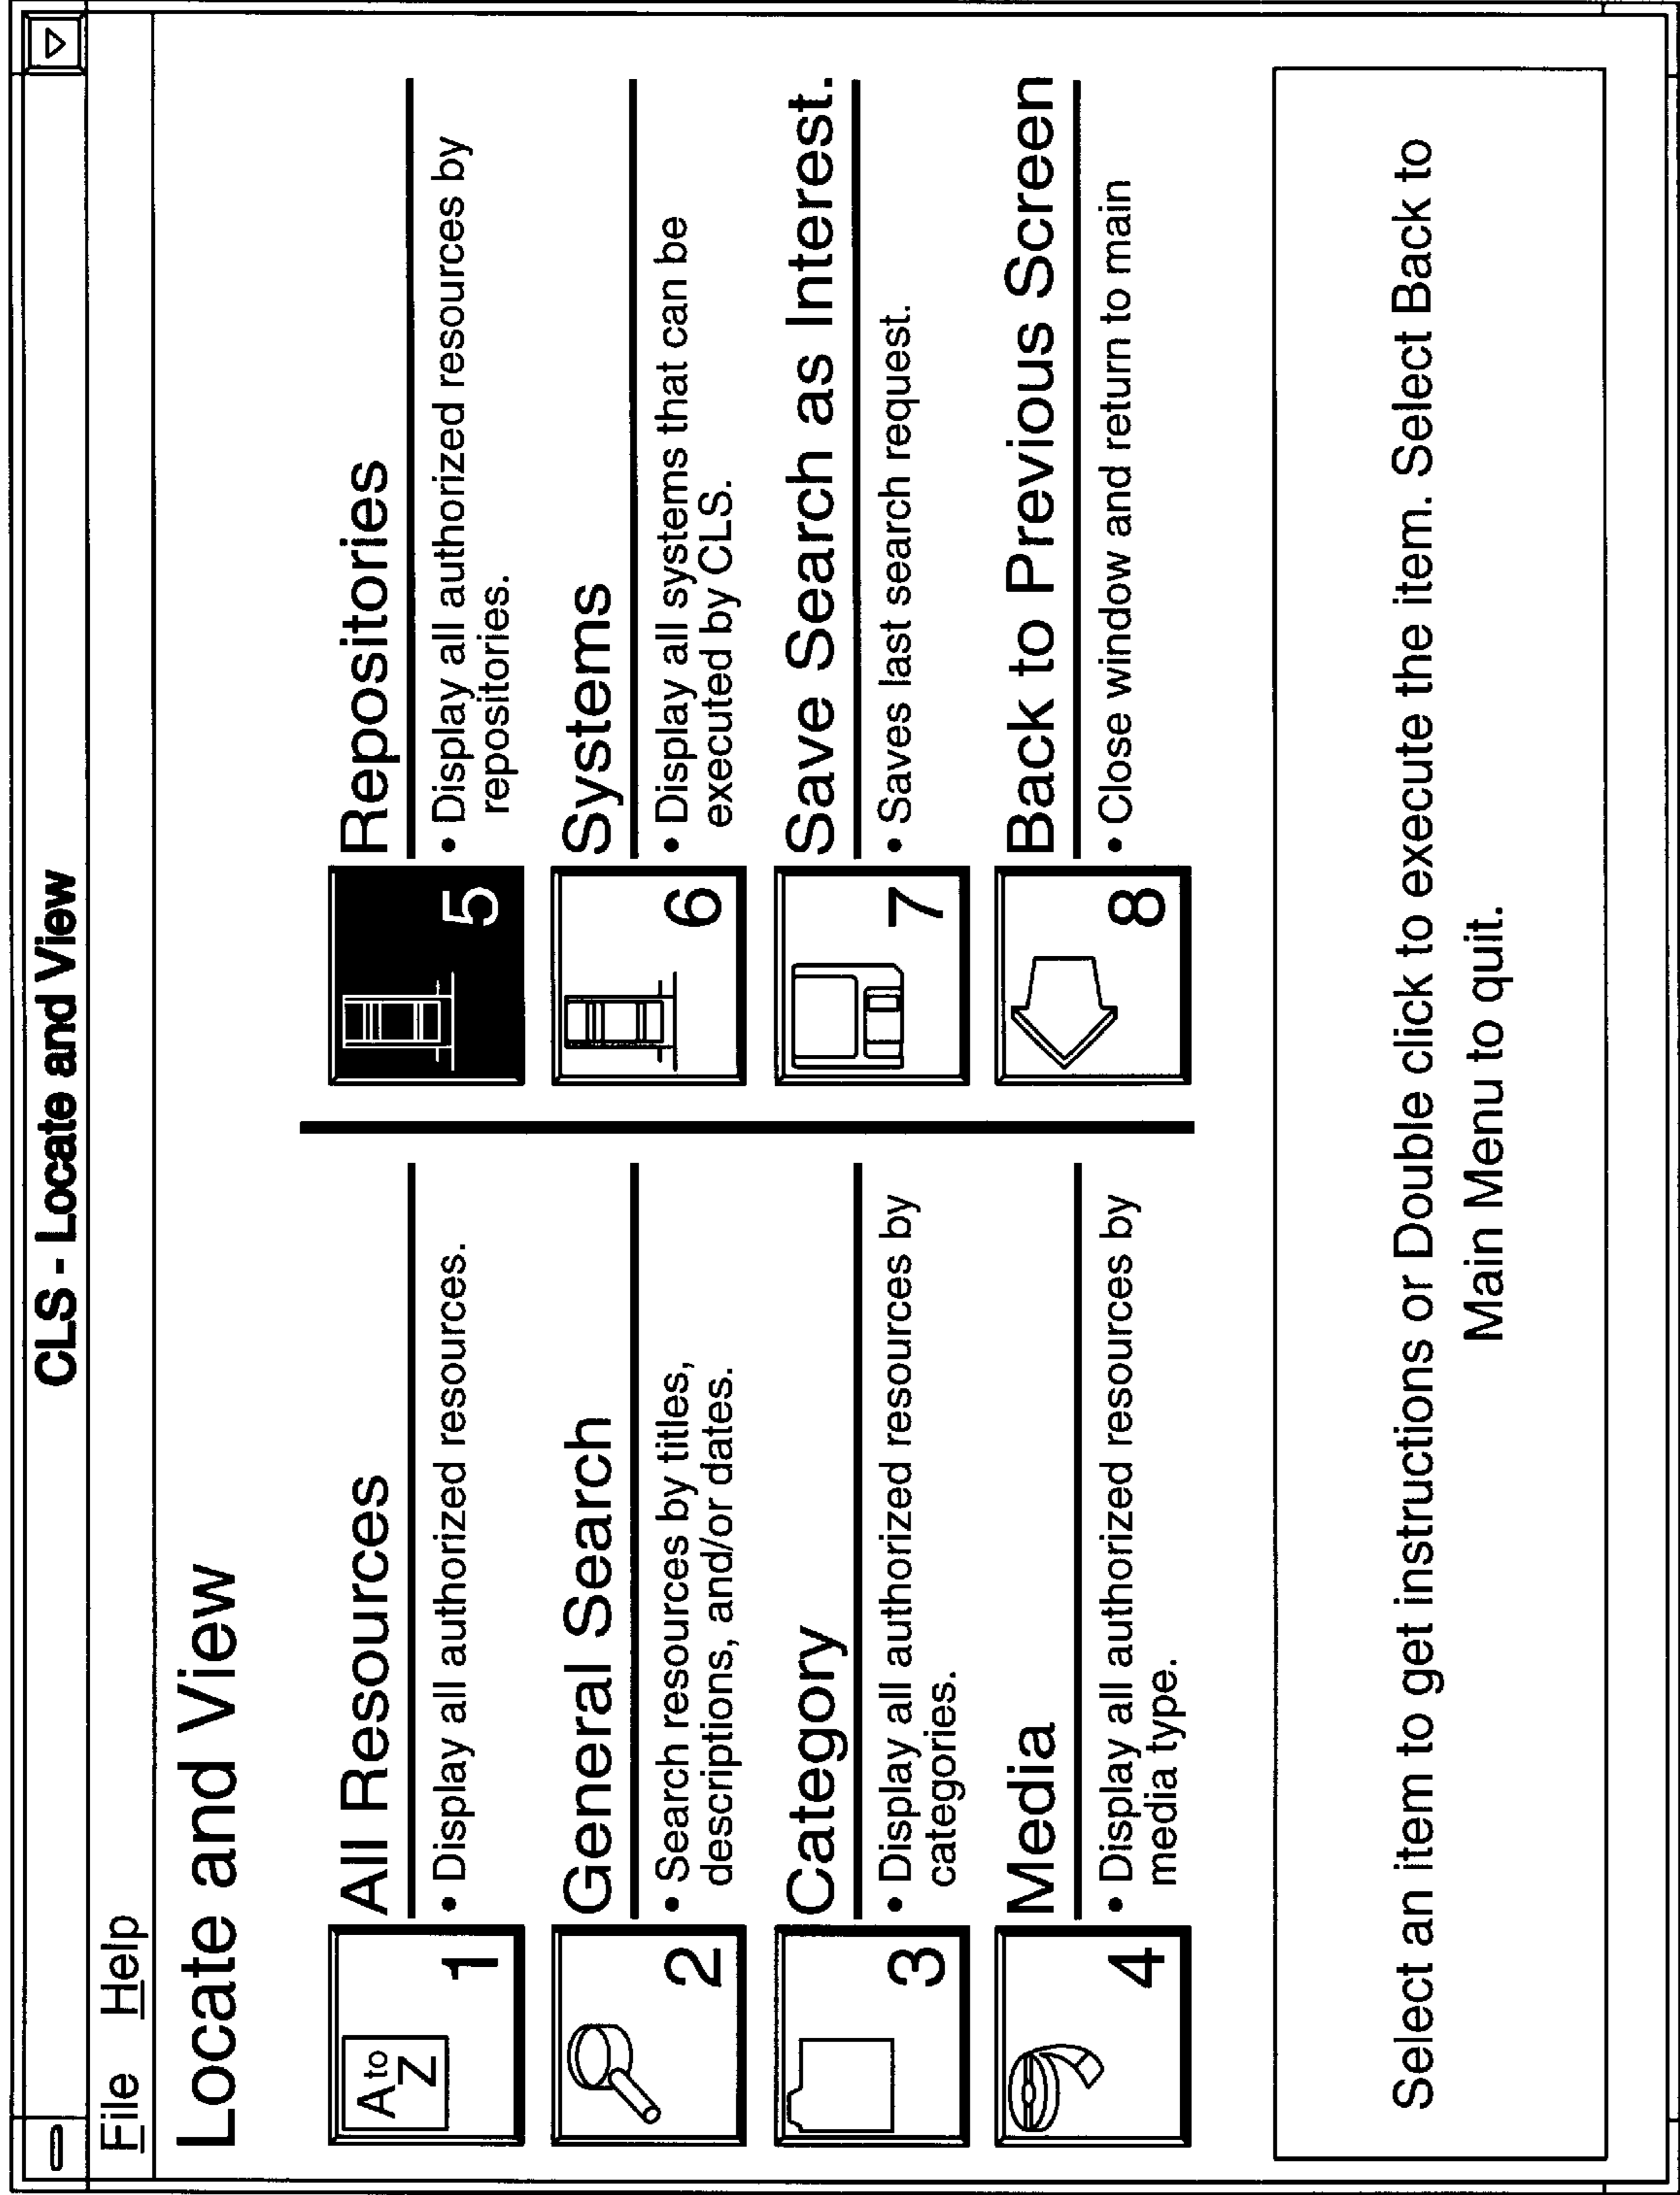 CLS - Locate and View
File Help
Locate and View
A to
Z
1
All Resources
• Display all authorized resources.
2
General Search
• Search resources by titles,
descriptions, and/or dates.
3
Category
• Display all authorized resources by
categories.
4
Media
• Display all authorized resources by
media type.
5
Repositories
• Display all authorized resources by
repositories.
6
Systems
• Display all systems that can be
executed by CLS.
7
Save Search as Interest.
• Saves last search request.
8
Back to Previous Screen
• Close window and return to main
Select an item to get instructions or Double click to execute the item. Select Back to
Main Menu to quit.